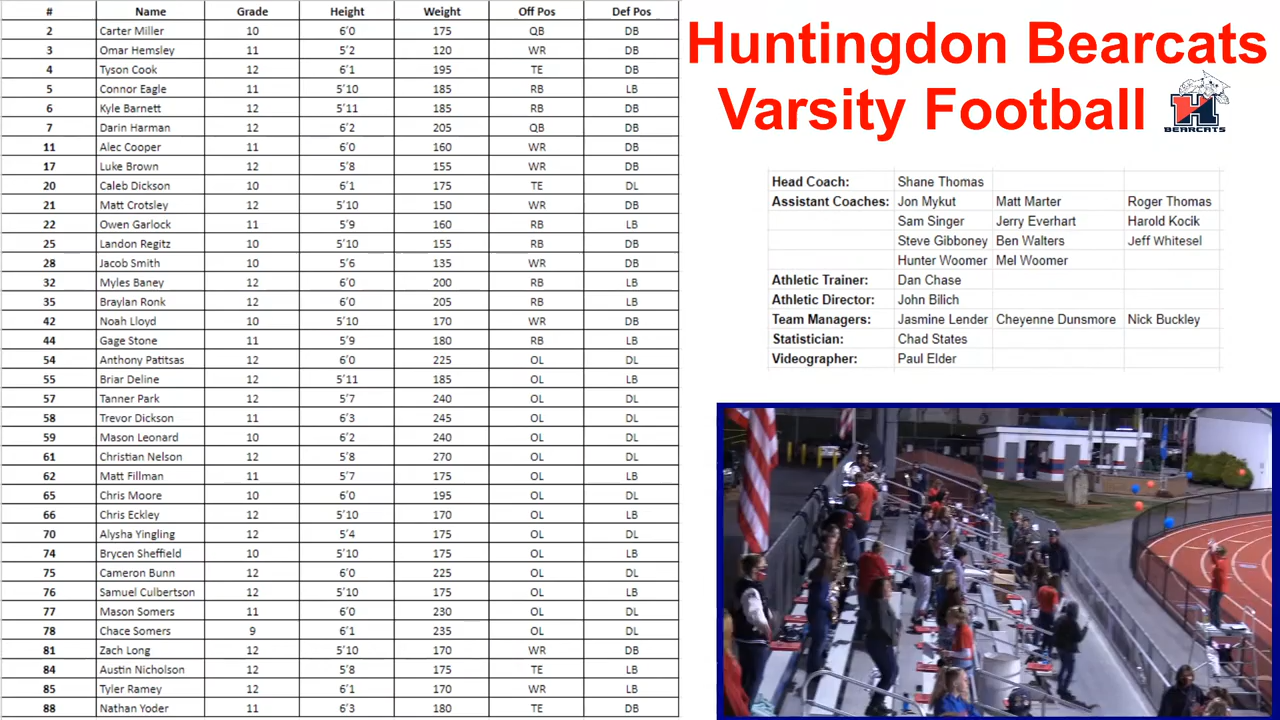 # Name Grade Height Weight Off Pos Def Pos
2 Carter Miller 10 6'0 175 QB DB
3 Omar Hemsley 11 5'2 120 WR DB
4 Tyson Cook 12 6'1 195 TE DB
5 Connor Eagle 11 5'10 185 RB LB
6 Kyle Barnett 12 5'11 185 RB DB
7 Darin Harman 12 6'2 205 QB DB
11 Alec Cooper 11 6'0 160 WR DB
17 Luke Brown 12 5'8 155 WR DB
20 Caleb Dickson 10 6'1 175 TE DL
21 Matt Crotsley 12 5'10 150 WR DB
22 Owen Garlock 11 5'9 160 RB LB
25 Landon Regitz 10 5'10 155 RB DB
28 Jacob Smith 10 5'6 135 WR DB
32 Myles Baney 12 6'0 200 RB LB
35 Braylan Ronk 12 6'0 205 RB LB
42 Noah Lloyd 10 5'10 170 WR DB
44 Gage Stone 11 5'9 180 RB LB
54 Anthony Patitsas 12 6'0 225 OL DL
55 Briar Deline 12 5'11 185 OL LB
57 Tanner Park 12 5'7 240 OL DL
58 Trevor Dickson 11 6'3 245 OL DL
59 Mason Leonard 10 6'2 240 OL DL
61 Christian Nelson 12 5'8 270 OL DL
62 Matt Fillman 11 5'7 175 OL LB
65 Chris Moore 10 6'0 195 OL DL
66 Chris Eckley 12 5'10 170 OL LB
70 Alysha Yingling 12 5'4 175 OL DL
74 Brycen Sheffield 10 5'10 175 OL LB
75 Cameron Bunn 12 6'0 225 OL DL
76 Samuel Culbertson 12 5'10 175 OL LB
77 Mason Somers 11 6'0 230 OL DL
78 Chace Somers 9 6'1 235 OL DL
81 Zach Long 12 5'10 170 WR DB
84 Austin Nicholson 12 5'8 175 TE LB
85 Tyler Ramey 12 6'1 170 WR LB
88 Nathan Yoder 11 6'3 180 TE DB
Huntingdon Bearcats
Varsity Football
H
BEARCATS
Head Coach: Shane Thomas
Assistant Coaches: Jon Mykut Matt Marter Roger Thomas
Sam Singer Jerry Everhart Harold Kocik
Steve Gibboney Ben Walters Jeff Whitesel
Hunter Woomer Mel Woomer
Athletic Trainer: Dan Chase
Athletic Director: John Bilich
Team Managers: Jasmine Lender Cheyenne Dunsmore Nick Buckley
Statistician: Chad States
Videographer: Paul Elder